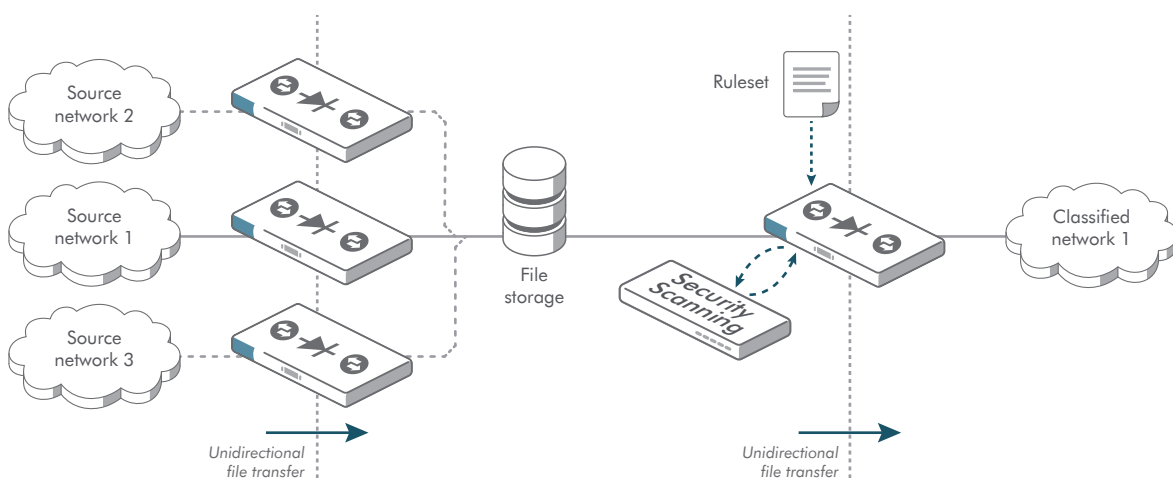 Source
network 2
Ruleset
Source
network 1
File
storage
Security
Scanning
Classified
network 1
Source
network 3
Unidirectional
file transfer
Unidirectional
file transfer